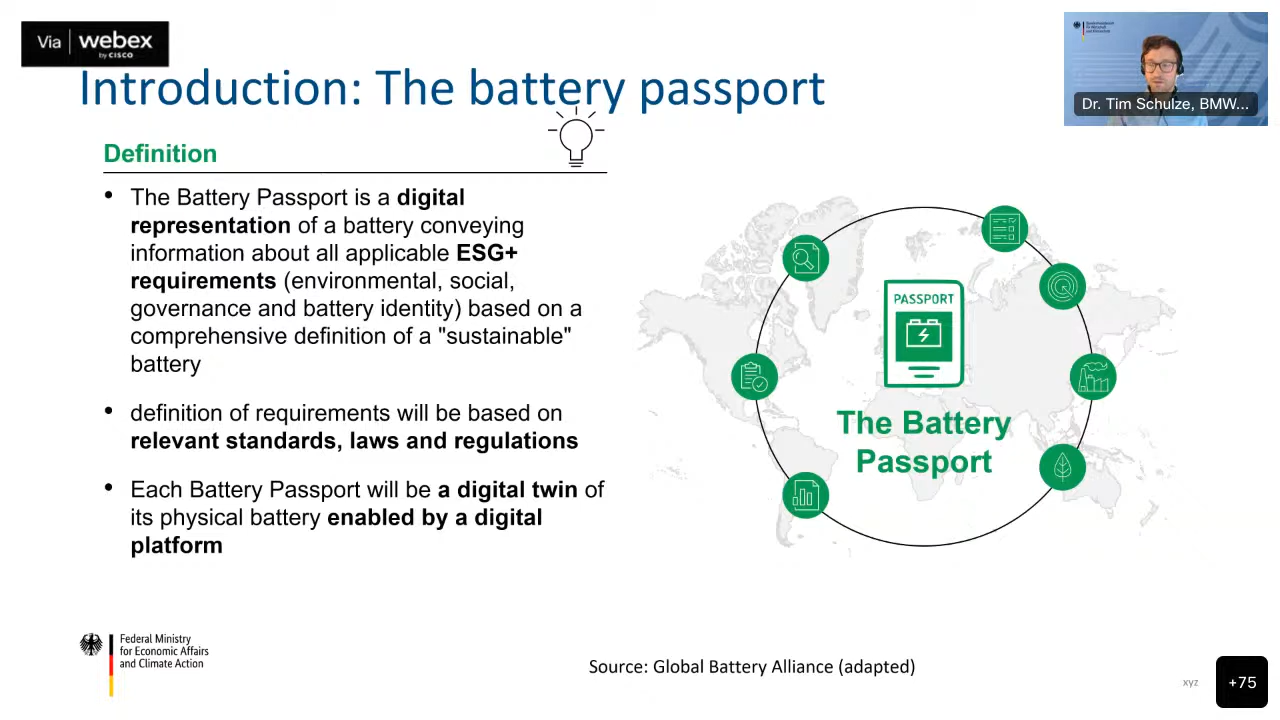 Via webex
by CISCO
Introduction: The battery passport
Dr. Tim Schulze, BMW...
Definition
• The Battery Passport is a digital
representation of a battery conveying
information about all applicable ESG+
requirements (environmental, social,
governance and battery identity) based on a
comprehensive definition of a "sustainable"
battery
• definition of requirements will be based on
relevant standards, laws and regulations
• Each Battery Passport will be a digital twin of
its physical battery enabled by a digital
platform
PASSPORT
The Battery
Passport
Federal Ministry
for Economic Affairs
and Climate Action
Source: Global Battery Alliance (adapted)
xyz
+75